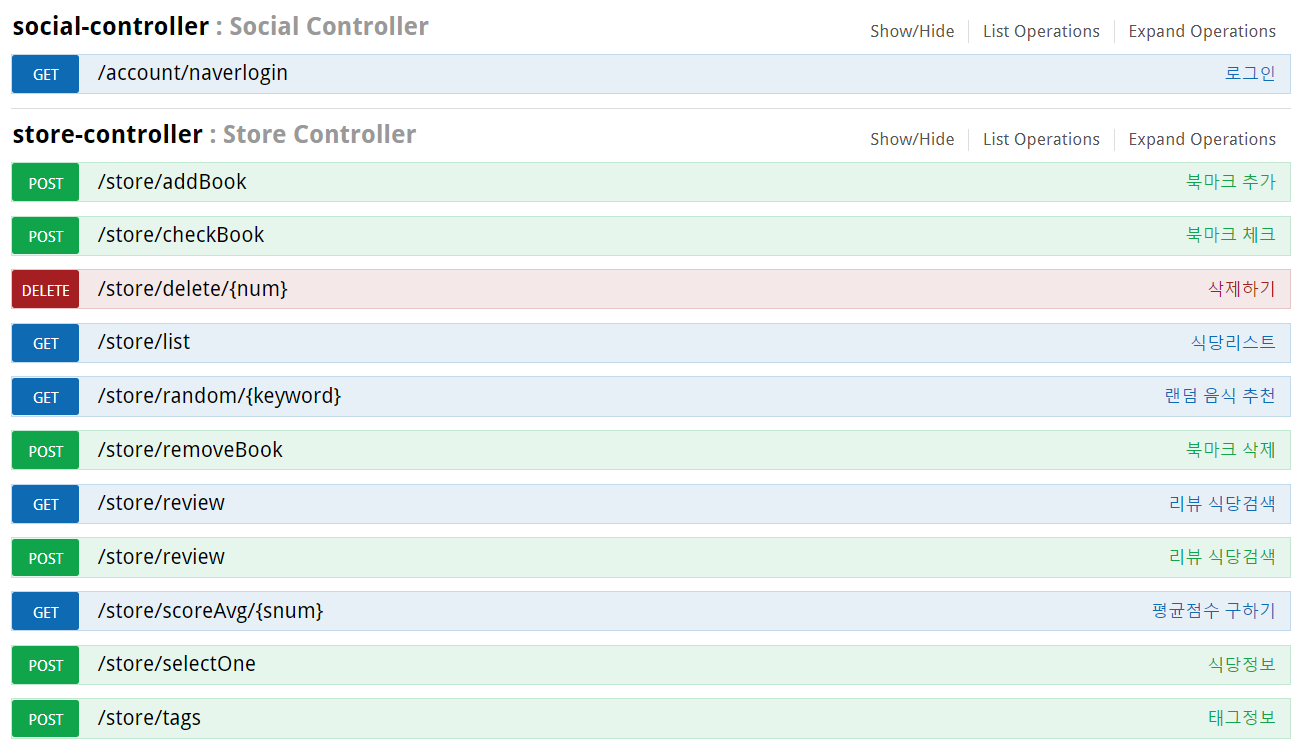 social-controller : Social Controller Show/Hide List Operations Expand Operations
GET /account/naverlogin 로그인
store-controller : Store Controller Show/Hide List Operations Expand Operations
POST /store/addBook 북마크 추가
POST /store/checkBook 북마크 체크
DELETE /store/delete/{num} 삭제하기
GET /store/list 식당리스트
GET /store/random/{keyword} 랜덤 음식 추천
POST /store/removeBook 북마크 삭제
GET /store/review 리뷰 식당검색
POST /store/review 리뷰 식당검색
GET /store/scoreAvg/{snum} 평균점수 구하기
POST /store/selectOne 식당정보
POST /store/tags 태그정보